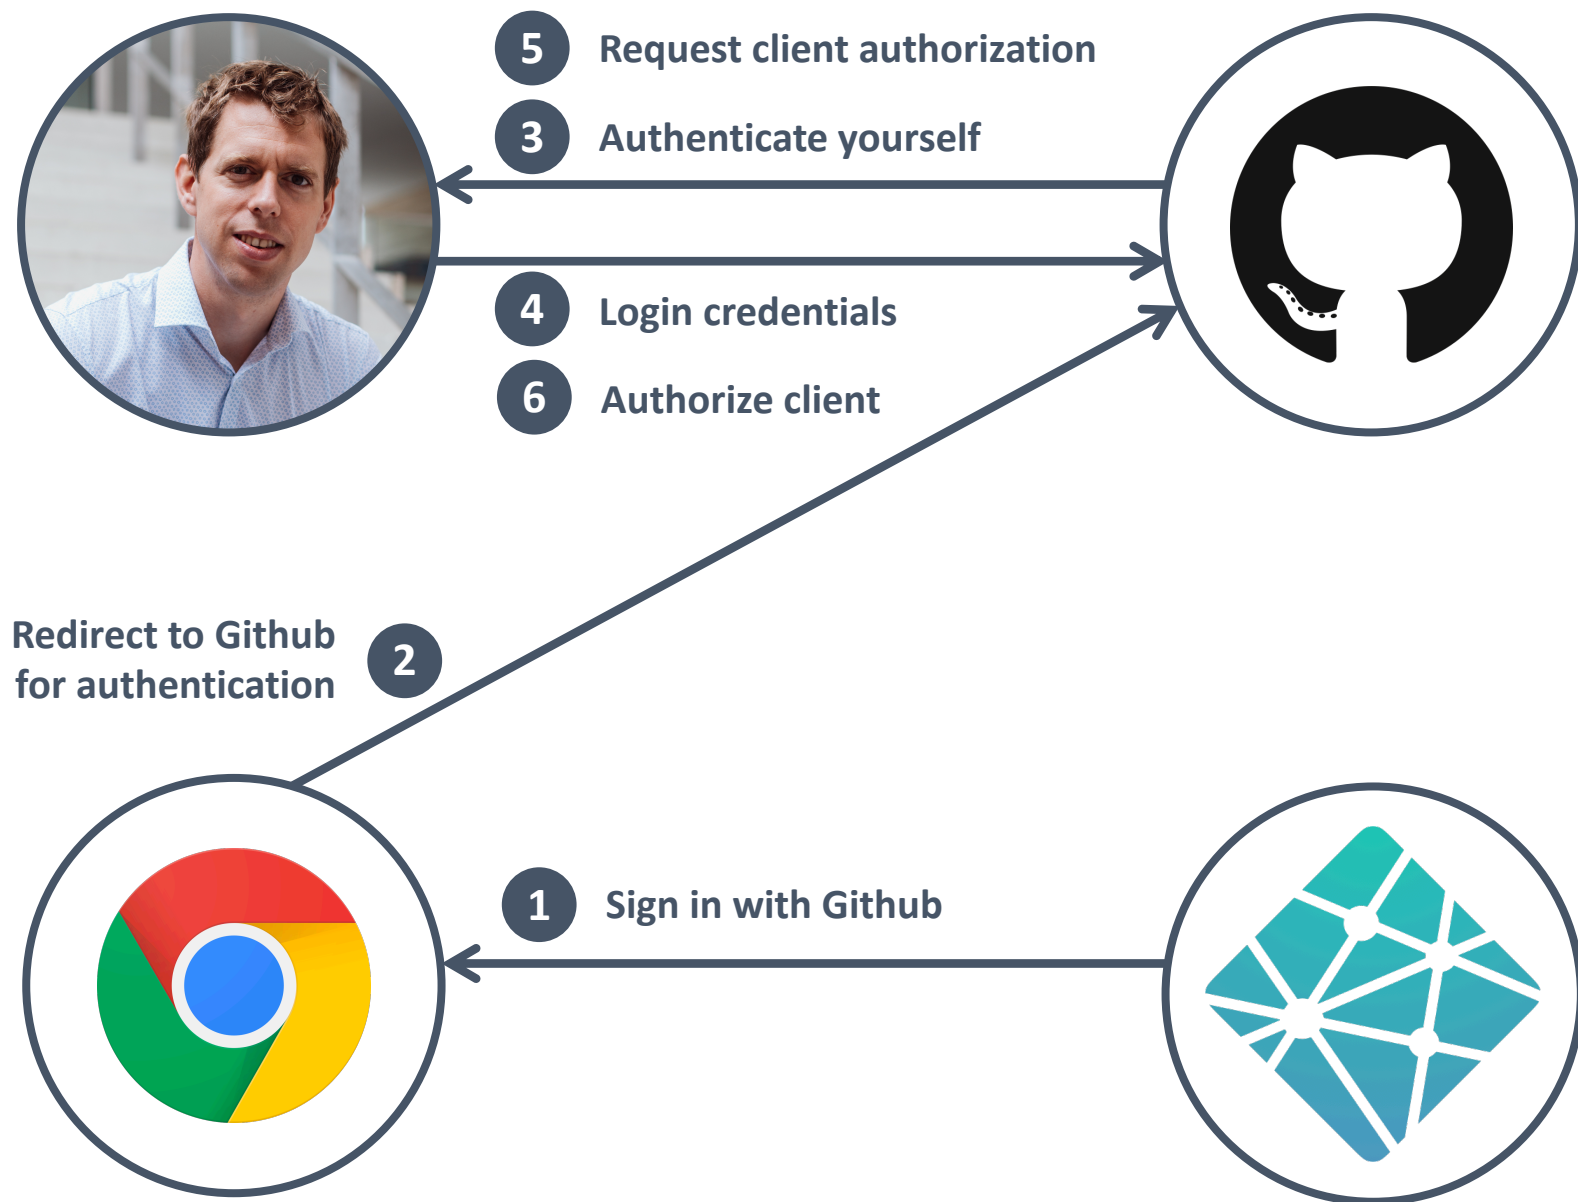 5 Request client authorization
3 Authenticate yourself
4 Login credentials
6 Authorize client
Redirect to Github
for authentication
2
1 Sign in with Github